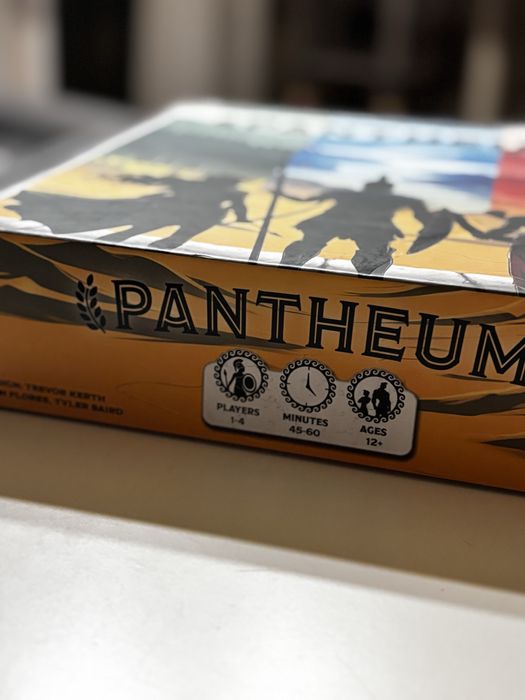 PANTHEUM
PLAYERS
1-4
MINUTES
45-60
AGES
12+
TREVOR KERTH
FLORES, TYLER BAIRD